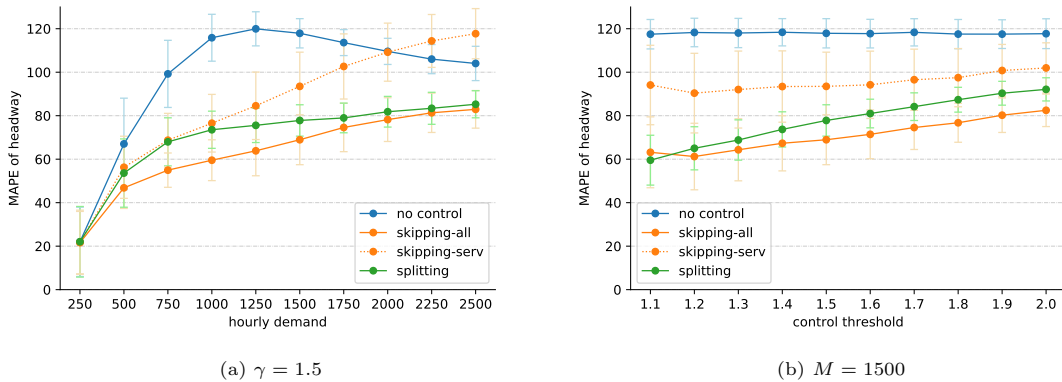 MAPE of headway
120
100
80
60
40
20
0
250 500 750 1000 1250 1500 1750 2000 2250 2500
hourly demand
no control
skipping-all
skipping-serv
splitting
(a) γ = 1.5
MAPE of headway
120
100
80
60
40
20
0
1.1 1.2 1.3 1.4 1.5 1.6 1.7 1.8 1.9 2.0
control threshold
no control
skipping-all
skipping-serv
splitting
(b) M = 1500